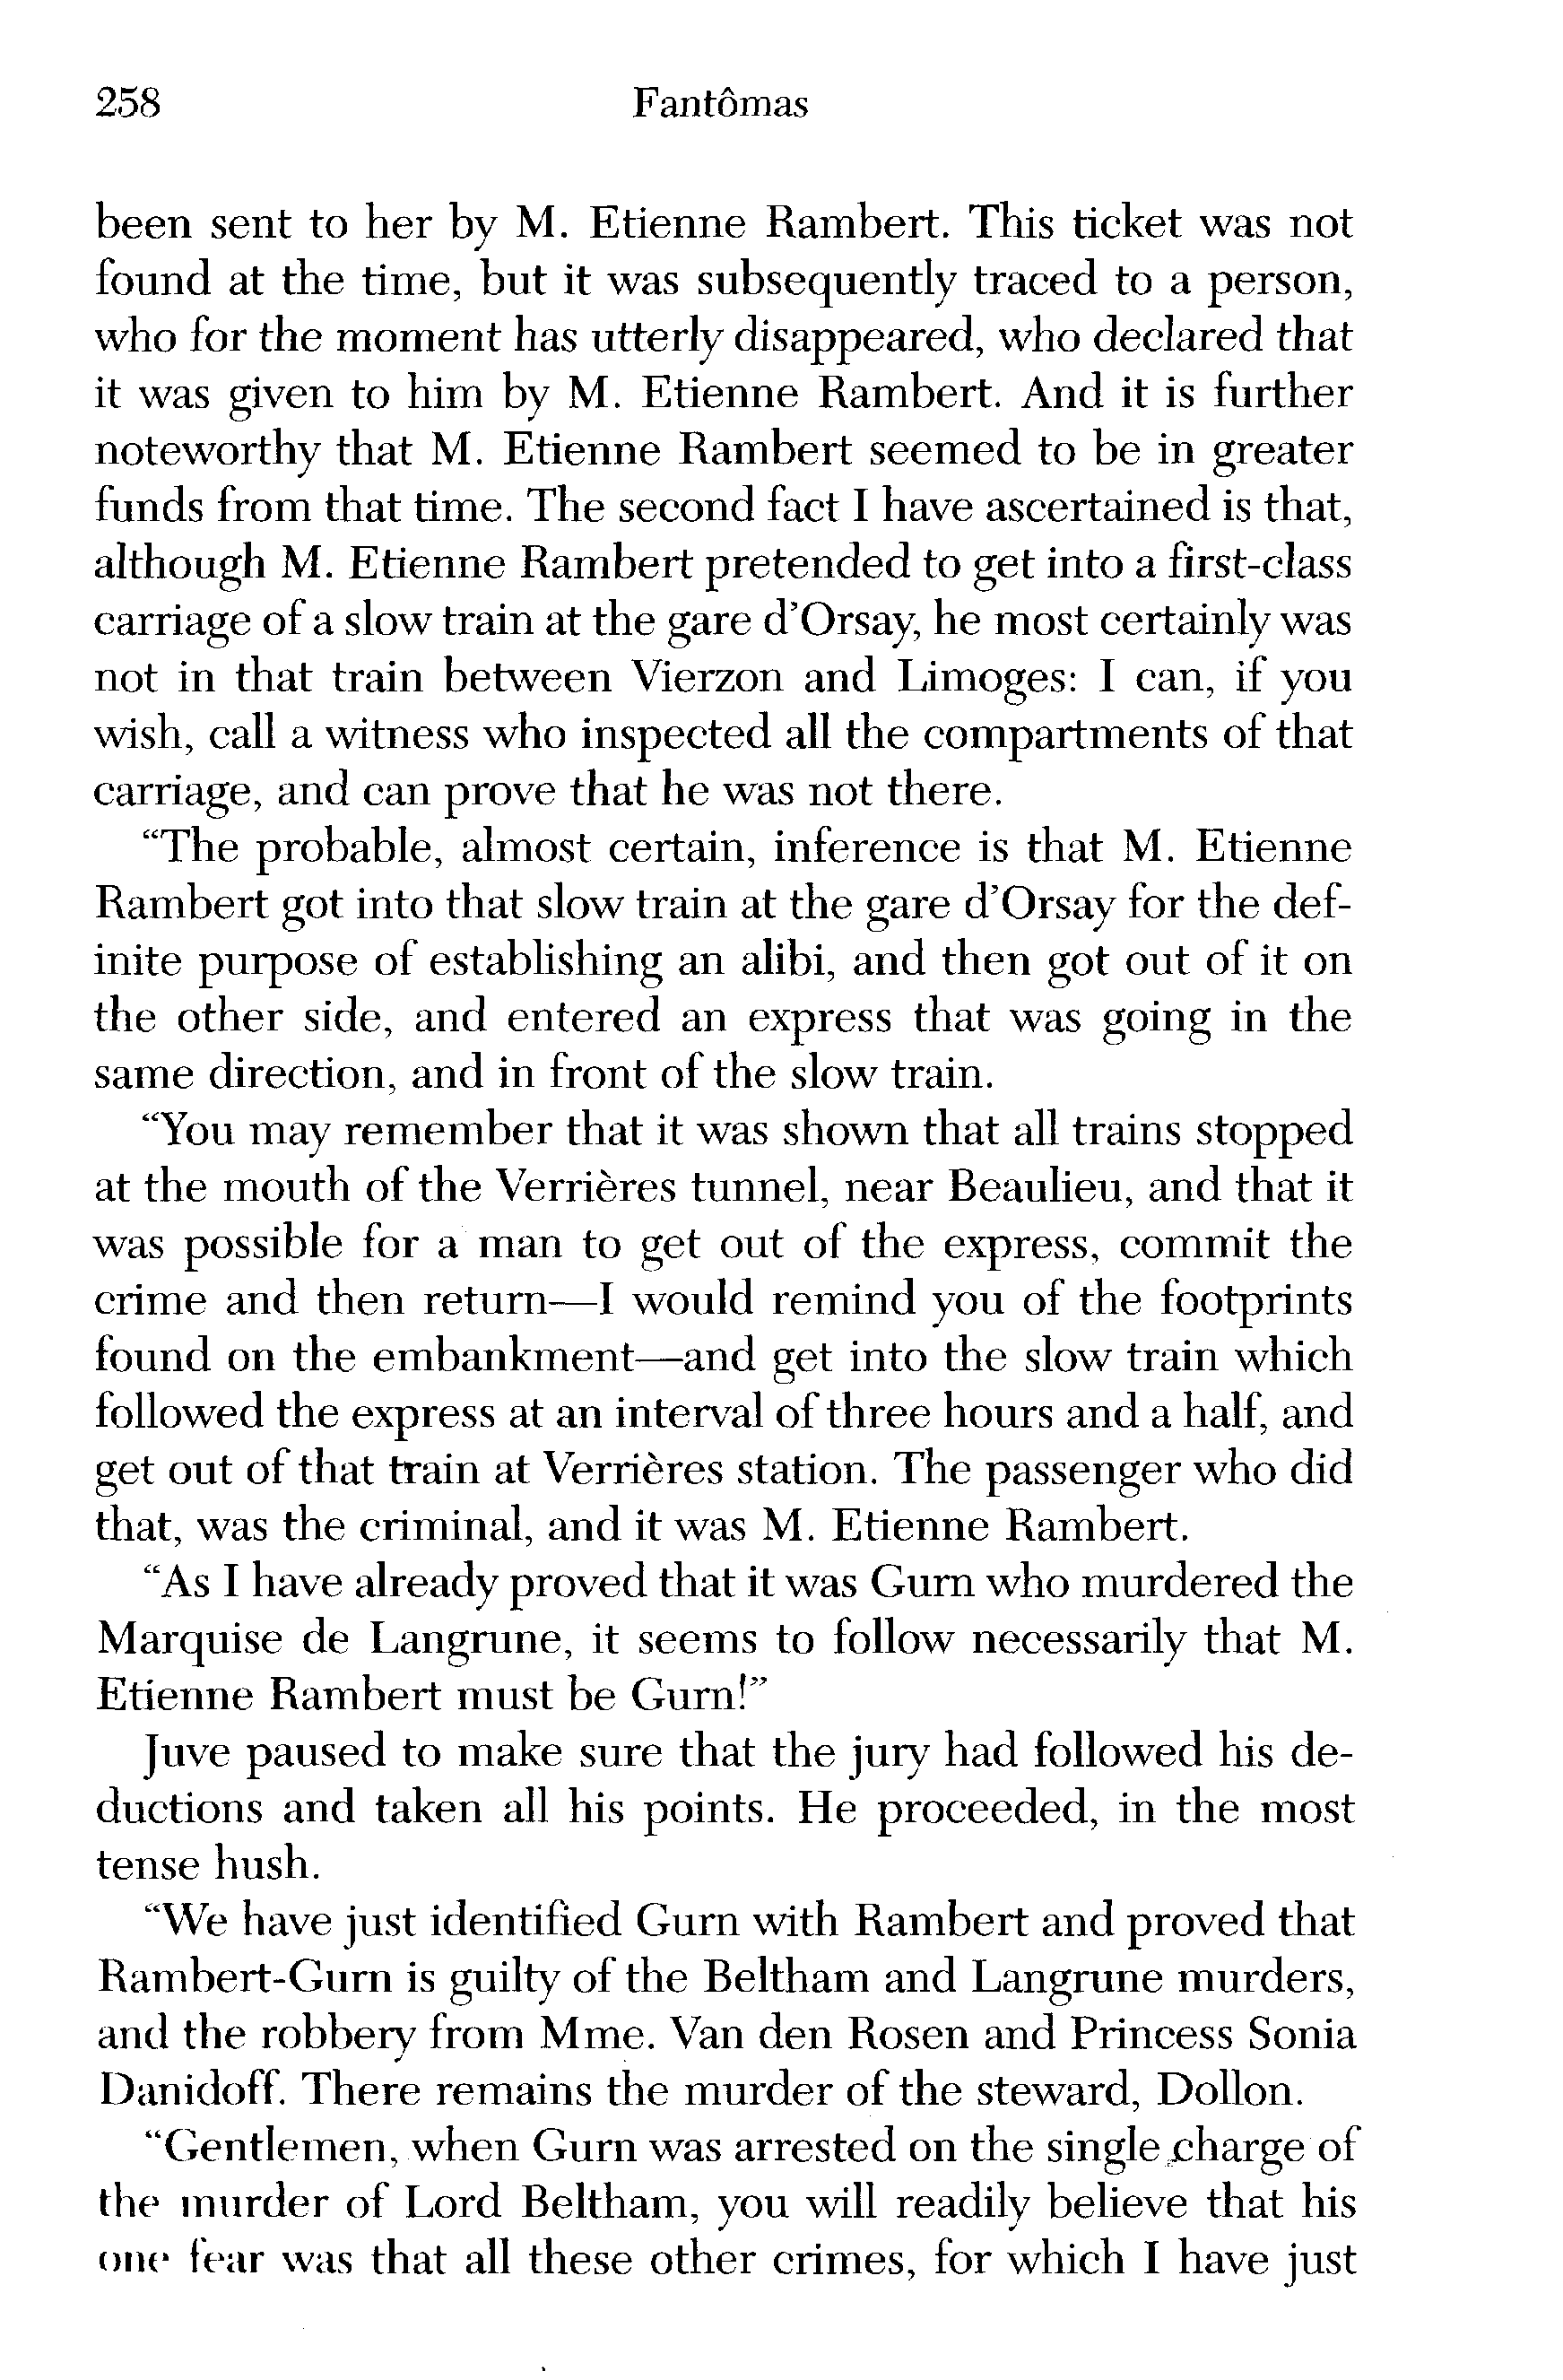 258 Fantômas
been sent to her by M. Etienne Rambert. This ticket was not
found at the time, but it was subsequently traced to a person,
who for the moment has utterly disappeared, who declared that
it was given to him by M. Etienne Rambert. And it is further
noteworthy that M. Etienne Rambert seemed to be in greater
funds from that time. The second fact I have ascertained is that,
although M. Etienne Rambert pretended to get into a first-class
carriage of a slow train at the gare d’Orsay, he most certainly was
not in that train between Vierzon and Limoges: I can, if you
wish, call a witness who inspected all the compartments of that
carriage, and can prove that he was not there.
“The probable, almost certain, inference is that M. Etienne
Rambert got into that slow train at the gare d’Orsay for the def-
inite purpose of establishing an alibi, and then got out of it on
the other side, and entered an express that was going in the
same direction, and in front of the slow train.
“You may remember that it was shown that all trains stopped
at the mouth of the Verrières tunnel, near Beaulieu, and that it
was possible for a man to get out of the express, commit the
crime and then return—I would remind you of the footprints
found on the embankment—and get into the slow train which
followed the express at an interval of three hours and a half, and
get out of that train at Verrières station. The passenger who did
that, was the criminal, and it was M. Etienne Rambert.
“As I have already proved that it was Gurn who murdered the
Marquise de Langrune, it seems to follow necessarily that M.
Etienne Rambert must be Gurn!”
Juve paused to make sure that the jury had followed his de-
ductions and taken all his points. He proceeded, in the most
tense hush.
“We have just identified Gurn with Rambert and proved that
Rambert-Gurn is guilty of the Beltham and Langrune murders,
and the robbery from Mme. Van den Rosen and Princess Sonia
Danidoff. There remains the murder of the steward, Dollon.
“Gentlemen, when Gurn was arrested on the single charge of
the murder of Lord Beltham, you will readily believe that his
one fear was that all these other crimes, for which I have just